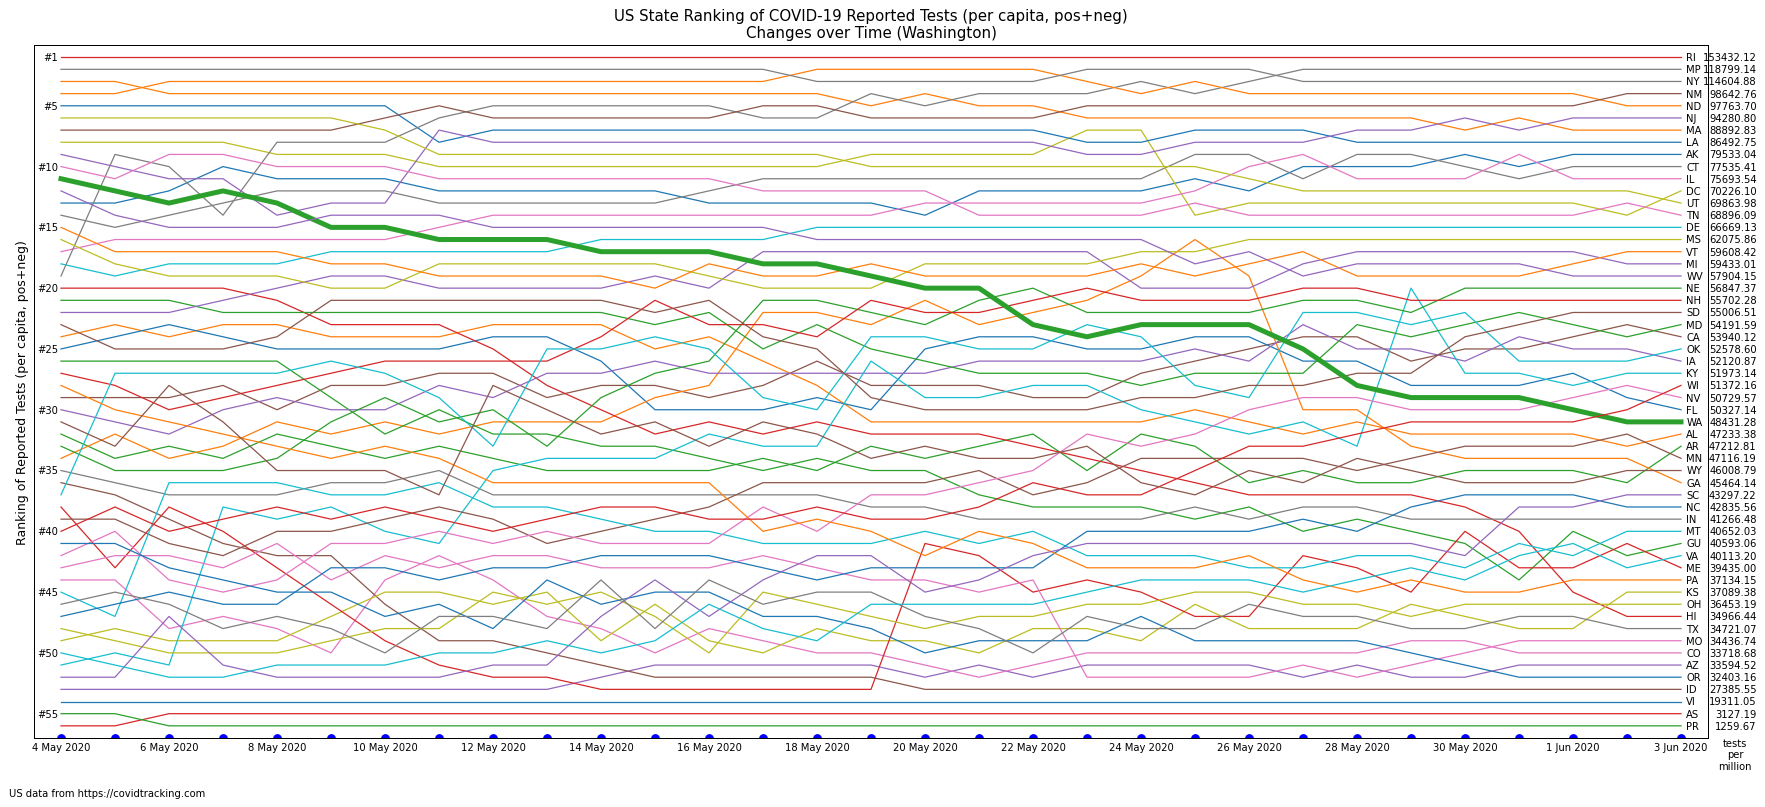 US State Ranking of COVID-19 Reported Tests (per capita, pos+neg)
Changes over Time (Washington)
Ranking of Reported Tests (per capita, pos+neg)
#1
#5
#10
#15
#20
#25
#30
#35
#40
#45
#50
#55
RI 153432.12
MP 118799.14
NY 114604.88
NM 98642.76
ND 97763.70
NJ 94280.80
MA 88892.83
LA 86492.75
AK 79533.04
CT 77535.41
IL 75693.54
DC 70226.10
UT 69863.98
TN 68896.09
DE 66669.13
MS 62075.86
VT 59608.42
MI 59433.01
WV 57904.15
NE 56847.37
NH 55702.28
SD 55006.51
MD 54191.59
CA 53940.12
OK 52578.60
IA 52120.87
KY 51973.14
WI 51372.16
NV 50729.57
FL 50327.14
WA 48431.28
AL 47233.38
AR 47212.81
MN 47116.19
WY 46008.79
GA 45464.14
SC 43297.22
NC 42835.56
IN 41266.48
MT 40652.03
GU 40593.06
VA 40113.20
ME 39435.00
PA 37134.15
KS 37089.38
OH 36453.19
HI 34966.44
TX 34721.07
MO 34436.74
CO 33718.68
AZ 33594.52
OR 32403.16
ID 27385.55
VI 19311.05
AS 3127.19
PR 1259.67
4 May 2020 6 May 2020 8 May 2020 10 May 2020 12 May 2020 14 May 2020 16 May 2020 18 May 2020 20 May 2020 22 May 2020 24 May 2020 26 May 2020 28 May 2020 30 May 2020 1 Jun 2020 3 Jun 2020
tests
per
million
US data from https://covidtracking.com